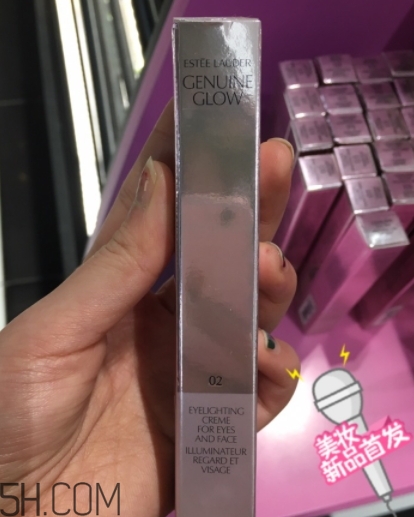 ESTĒE LAUDER
GENUINE
GLOW
02
EYELIGHTING
CREME
FOR EYES
AND FACE
ILLUMINATEUR
REGARD ET
VISAGE
美妆
新品首发
5H.COM